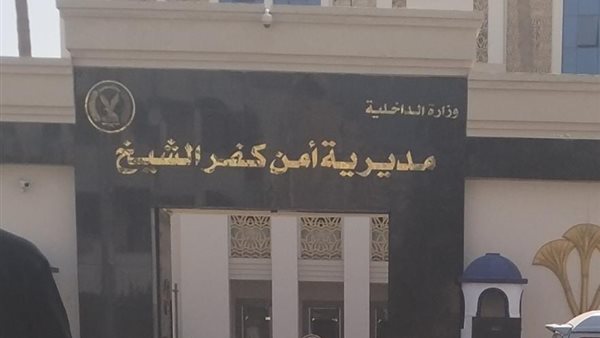 وزارة الداخلية
مديرية أمن كفر الشيخ